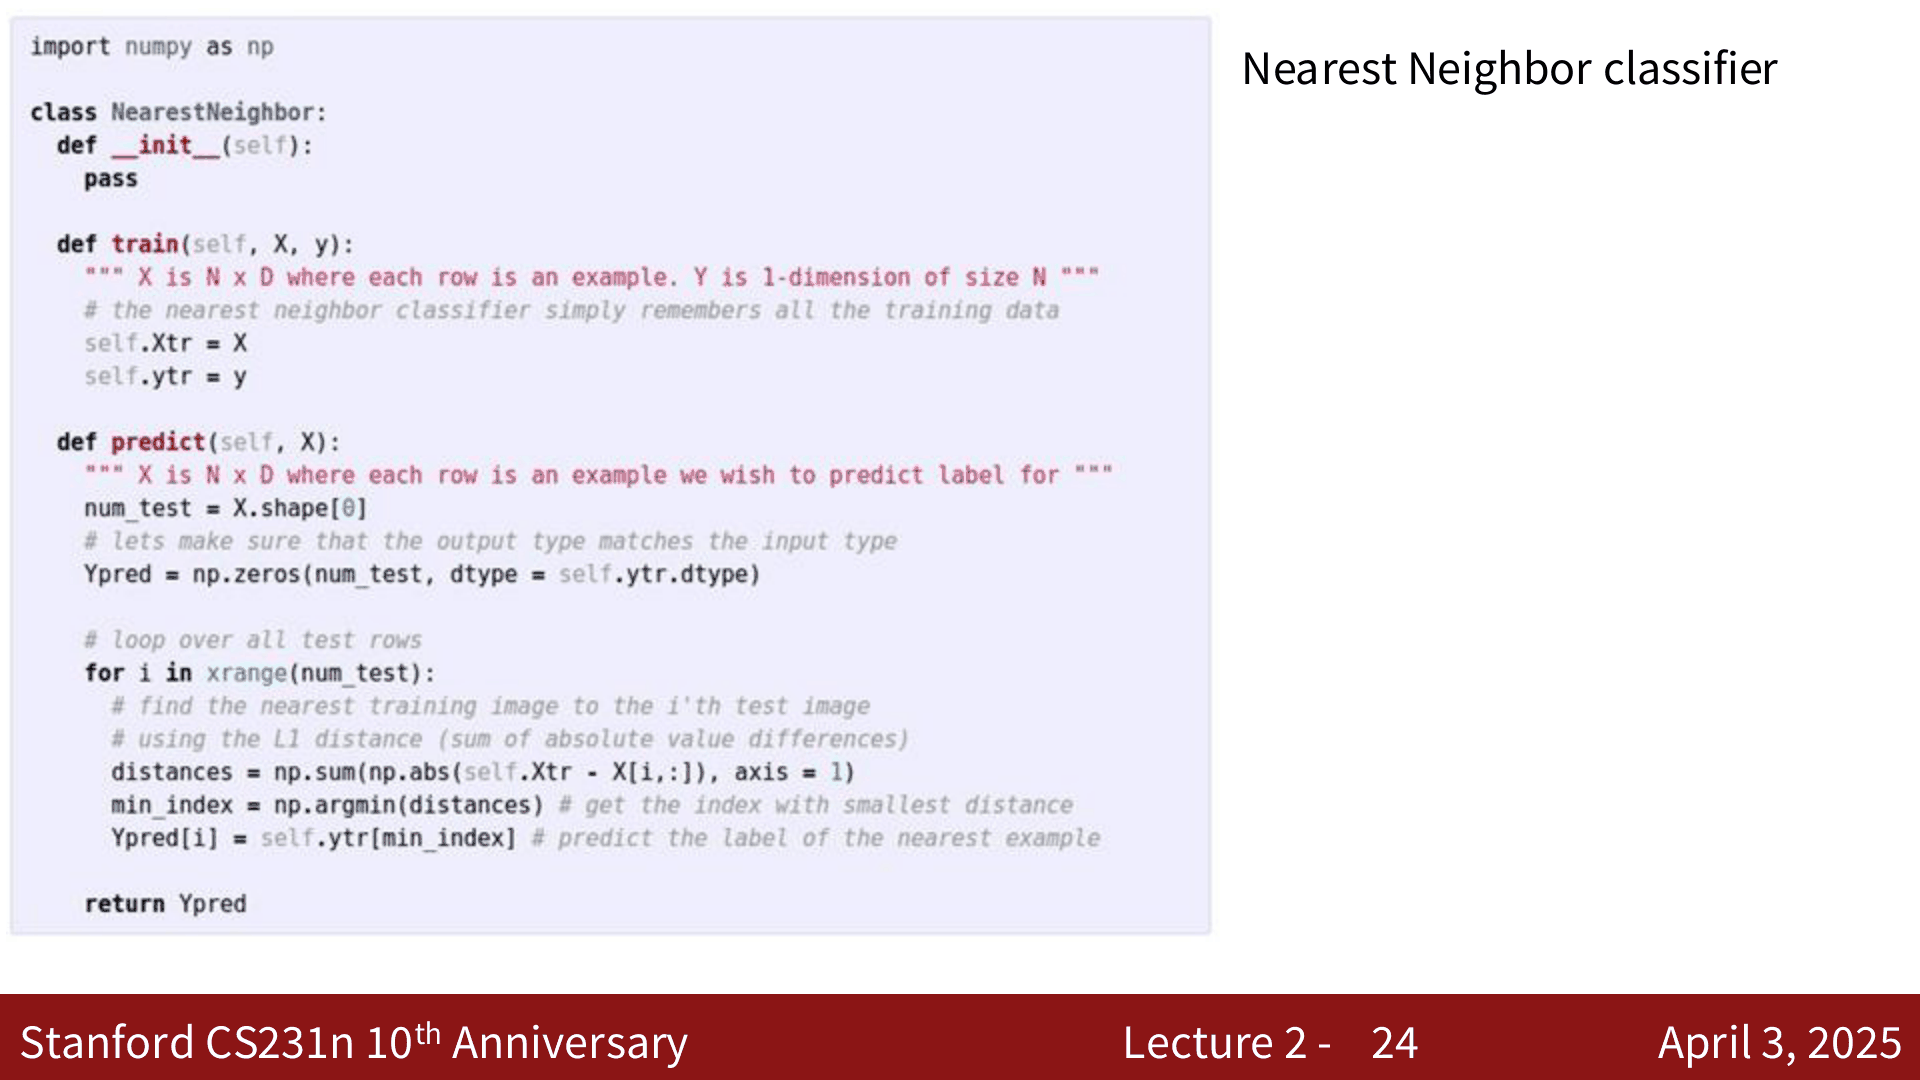 import numpy as np

class NearestNeighbor:
  def __init__(self):
    pass

  def train(self, X, y):
    """ X is N x D where each row is an example. Y is 1-dimension of size N """
    # the nearest neighbor classifier simply remembers all the training data
    self.Xtr = X
    self.ytr = y

  def predict(self, X):
    """ X is N x D where each row is an example we wish to predict label for """
    num_test = X.shape[0]
    # lets make sure that the output type matches the input type
    Ypred = np.zeros(num_test, dtype = self.ytr.dtype)

    # loop over all test rows
    for i in xrange(num_test):
      # find the nearest training image to the i'th test image
      # using the L1 distance (sum of absolute value differences)
      distances = np.sum(np.abs(self.Xtr - X[i,:]), axis = 1)
      min_index = np.argmin(distances) # get the index with smallest distance
      Ypred[i] = self.ytr[min_index] # predict the label of the nearest example

    return Ypred
Nearest Neighbor classifier
Stanford CS231n 10th Anniversary
Lecture 2 - 24
April 3, 2025